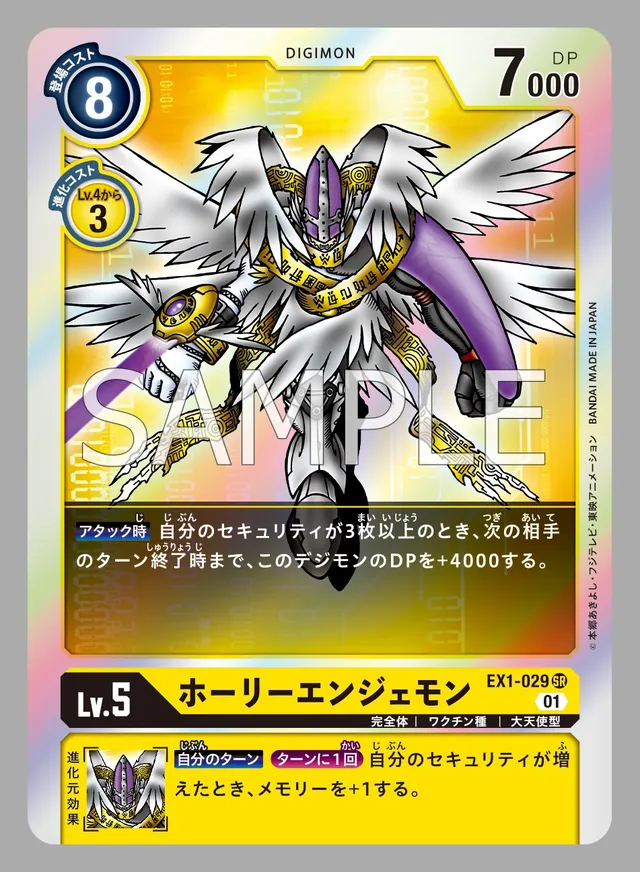 登場コスト
8
DIGIMON
DP
7000
進化コスト
Lv.4から
3
SAMPLE
アタック時 自分のセキュリティが3枚以上のとき、次の相手
のターン終了時まで、このデジモンのDPを+4000する。
©本郷あきよし・フジテレビ・東映アニメーション BANDAI MADE IN JAPAN
Lv.5
ホーリーエンジェモン
EX1-029 SR
01
完全体 | ワクチン種 | 大天使型
進化元効果
自分のターン ターンに1回 自分のセキュリティが増
えたとき、メモリーを+1する。